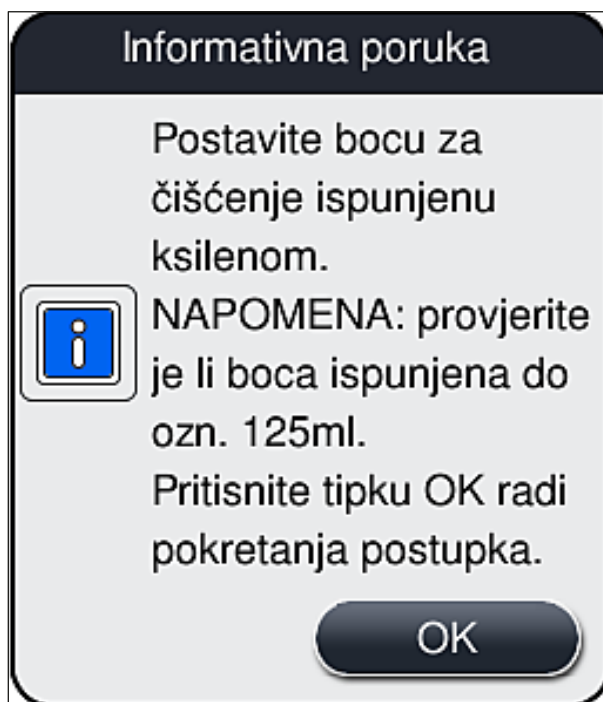 Informativna poruka
Postavite bocu za
čišćenje ispunjenu
ksilenom.
NAPOMENA: provjerite
je li boca ispunjena do
ozn. 125ml.
Pritisnite tipku OK radi
pokretanja postupka.
OK